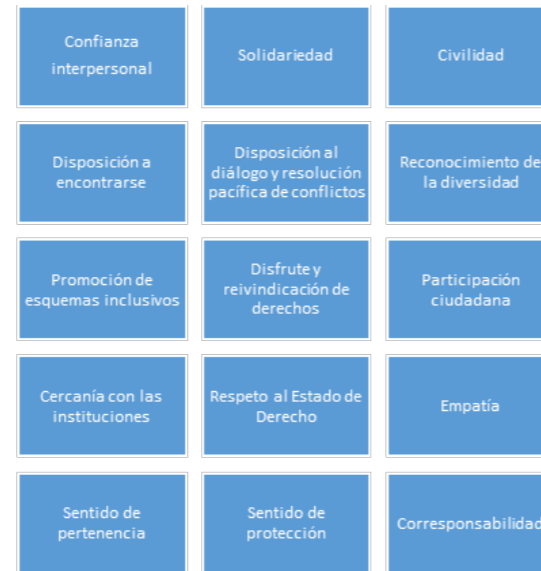 Confianza
interpersonal
Solidariedad
Civilidad
Disposición a
encontrarse
Disposición al
diálogo y resolución
pacífica de conflictos
Reconocimiento de
la diversidad
Promoción de
esquemas inclusivos
Disfrute y
reivindicación de
derechos
Participación
ciudadana
Cercanía con las
instituciones
Respeto al Estado de
Derecho
Empatía
Sentido de
pertenencia
Sentido de
protección
Corresponsabilidad